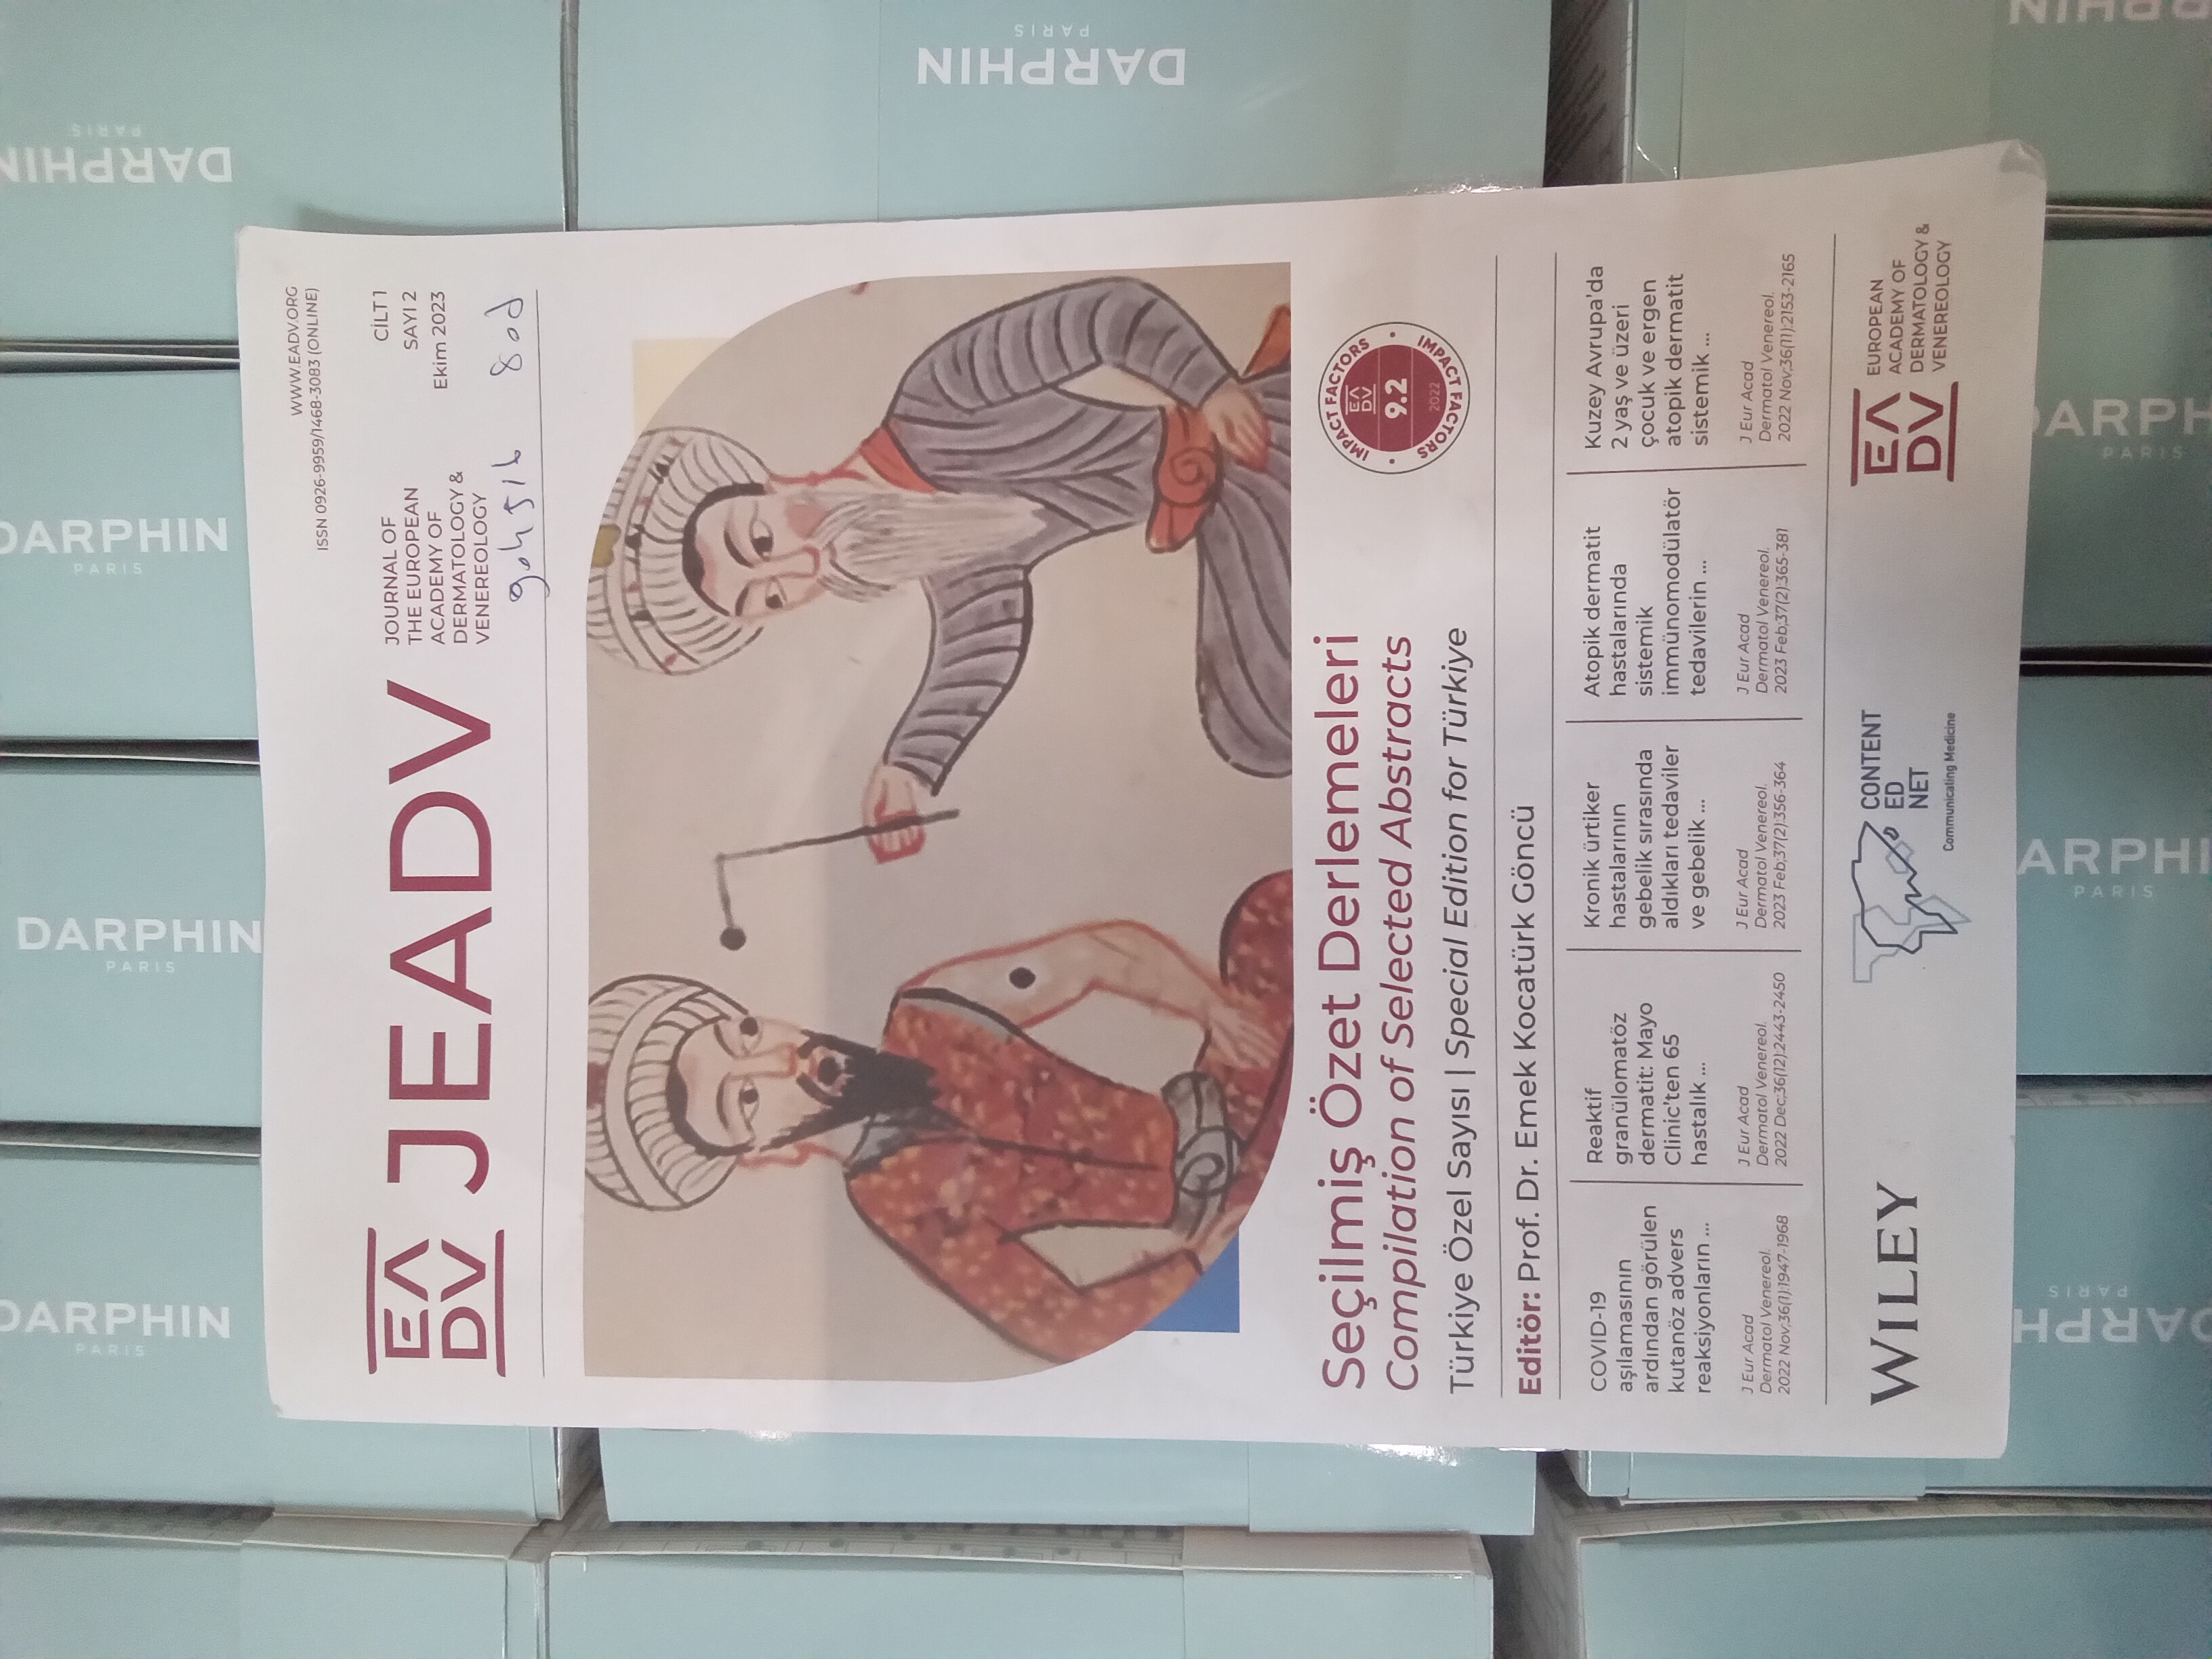 WWW.EADV.ORG
ISSN 0926-9959/1468-3083 (ONLINE)
EADV
JEADV
JOURNAL OF
THE EUROPEAN
ACADEMY OF
DERMATOLOGY &
VENEREOLOGY
CİLT 1
SAYI 2
Ekim 2023
Seçilmiş Özet Derlemeleri
Compilation of Selected Abstracts
Türkiye Özel Sayısı | Special Edition for Türkiye
IMPACT FACTORS
EADV
9.2
2022
IMPACT FACTORS
Editör: Prof. Dr. Emek Kocatürk Göncü
COVID-19
aşılamasının
ardından görülen
kutanöz advers
reaksiyonların ...
J Eur Acad
Dermatol Venereol.
2022 Nov;36(11):1947-1968
Reaktif
granülomatöz
dermatit: Mayo
Clinic'ten 65
hastalık ...
J Eur Acad
Dermatol Venereol.
2022 Dec;36(12):2443-2450
Kronik ürtiker
hastalarının
gebelik sırasında
aldıkları tedaviler
ve gebelik ...
J Eur Acad
Dermatol Venereol.
2023 Feb;37(2):356-364
Atopik dermatit
hastalarında
sistemik
immünomodülatör
tedavilerin ...
J Eur Acad
Dermatol Venereol.
2023 Feb;37(2):365-381
Kuzey Avrupa'da
2 yaş ve üzeri
çocuk ve ergen
atopik dermatit
sistemik ...
J Eur Acad
Dermatol Venereol.
2022 Nov;36(11):2153-2165
WILEY
CONTENT
ED
NET
Communicating Medicine
EADV
EUROPEAN
ACADEMY OF
DERMATOLOGY &
VENEREOLOGY
DARPHIN
PARIS
DARPHIN
PARIS
DARPHIN
PARIS
DARPHIN
PARIS
DARPHIN
PARIS
DARPHIN
PARIS
DARPHIN
PARIS
DARPHIN
PARIS